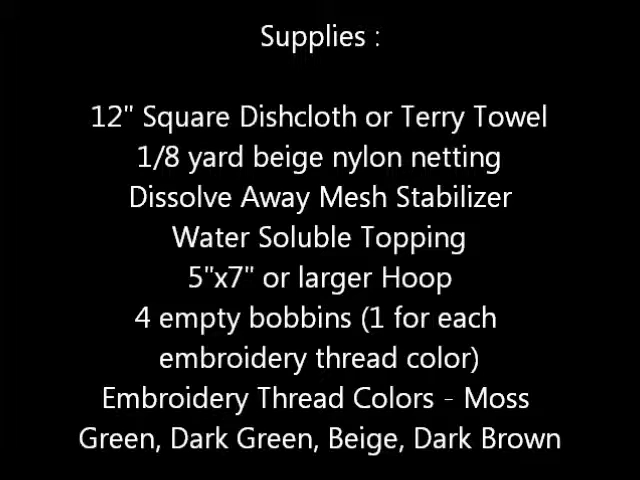 Supplies :
12" Square Dishcloth or Terry Towel
1/8 yard beige nylon netting
Dissolve Away Mesh Stabilizer
Water Soluble Topping
5"x7" or larger Hoop
4 empty bobbins (1 for each
embroidery thread color)
Embroidery Thread Colors - Moss
Green, Dark Green, Beige, Dark Brown